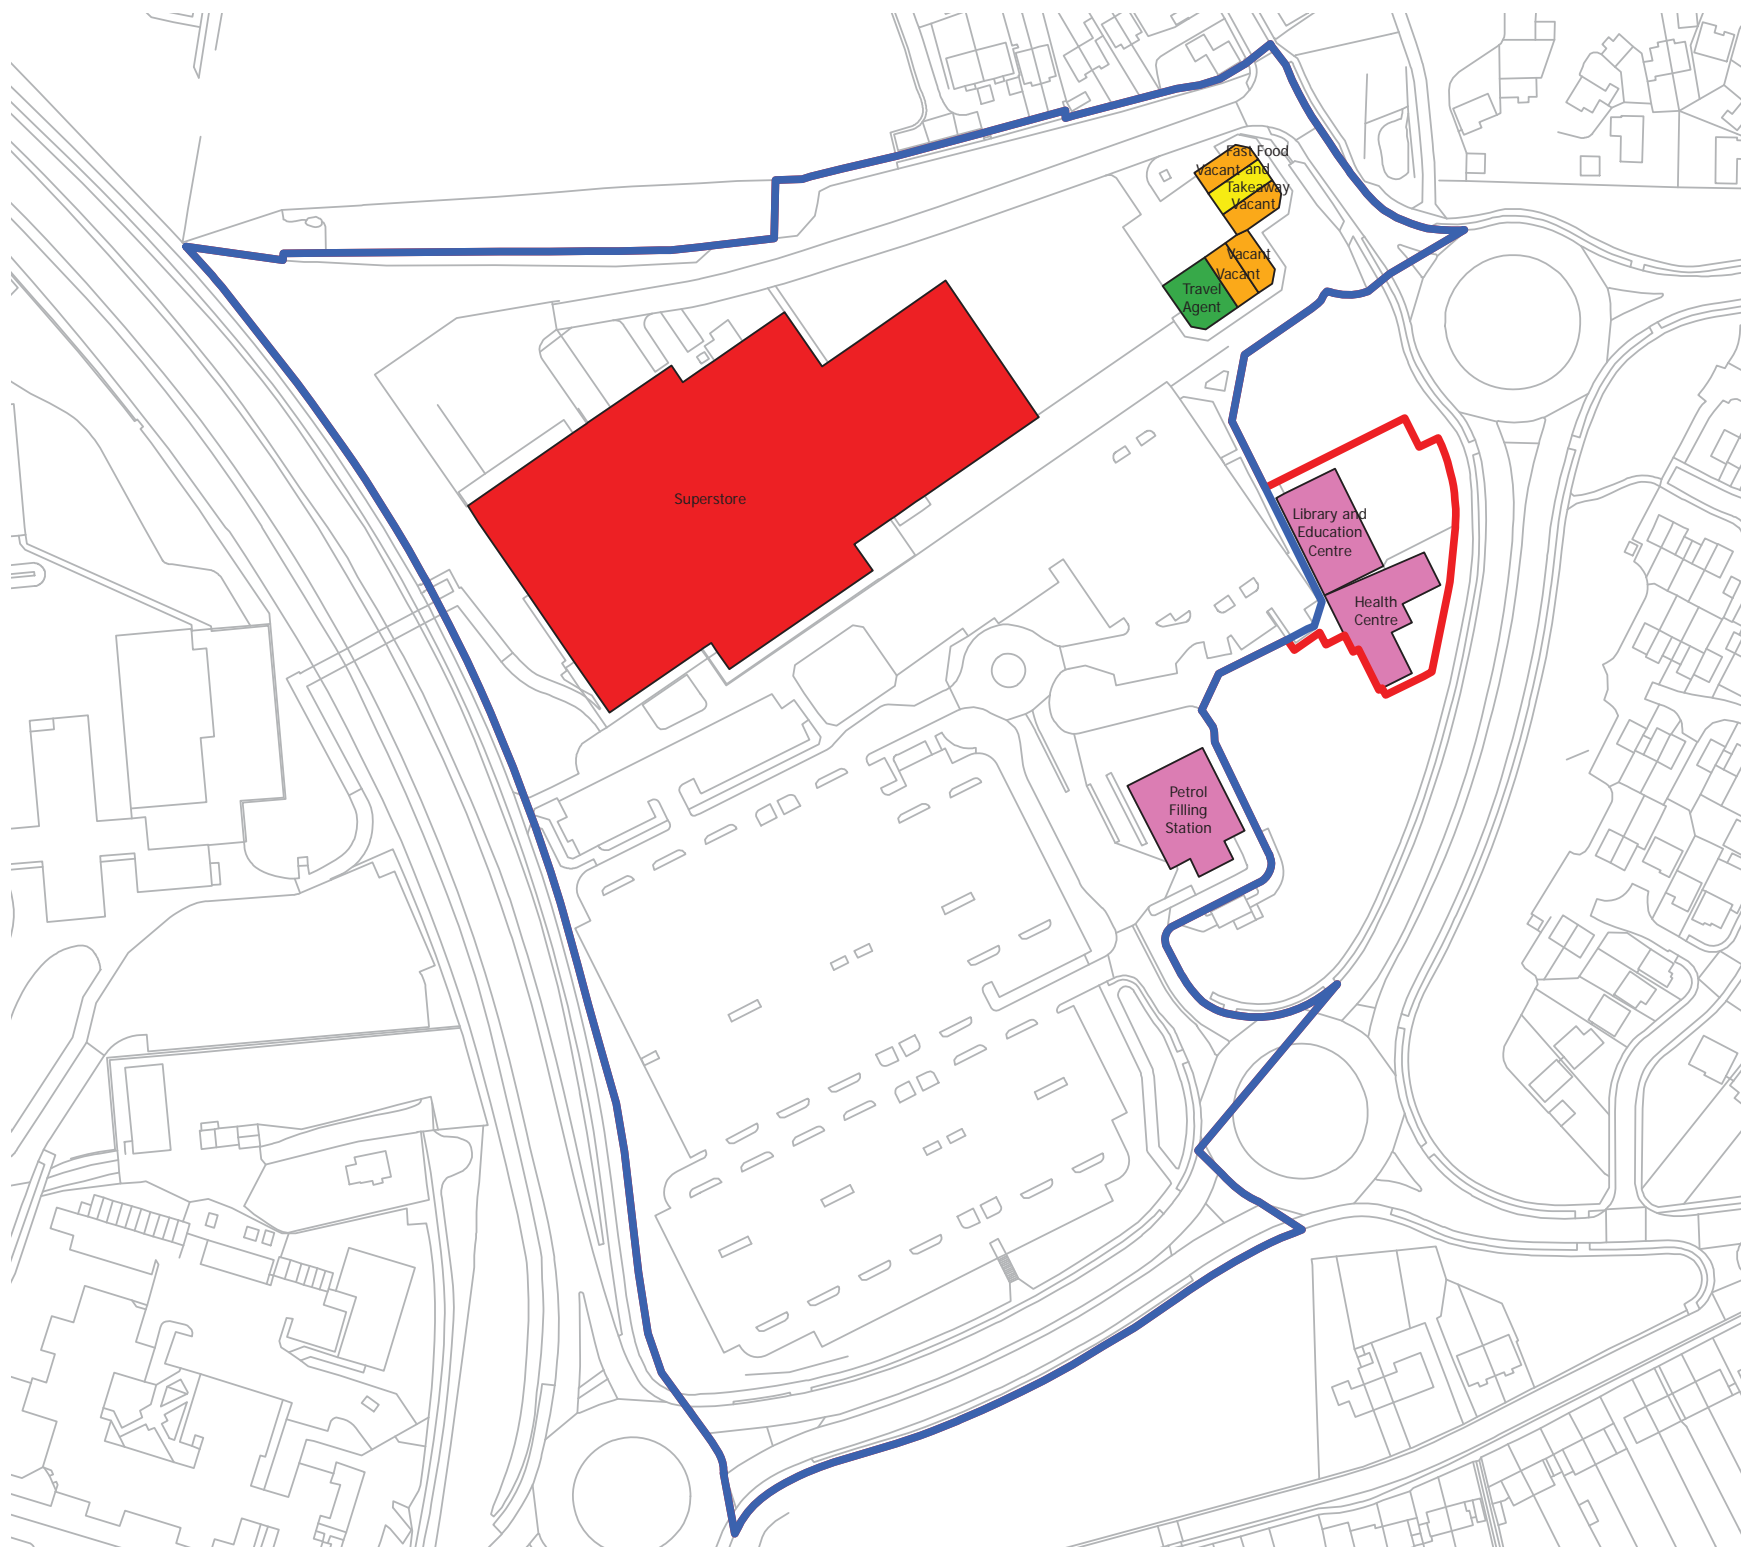 Fast Food
Vacant and
Takeaway
Vacant
Vacant
Vacant
Travel
Agent
Superstore
Library and
Education
Centre
Health
Centre
Petrol
Filling
Station